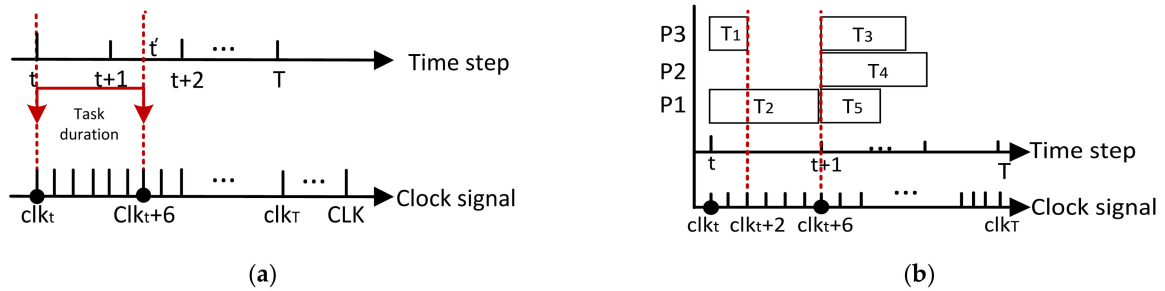 t' ...
t t+1 t+2 T Time step
Task
duration
... ...
clkt Clkt+6 clkT CLK Clock signal
(a)
P3 T1 T3
P2 T4
P1 T2 T5
...
t t+1 T Time step
...
clkt clkt+2 clkt+6 clkT Clock signal
(b)